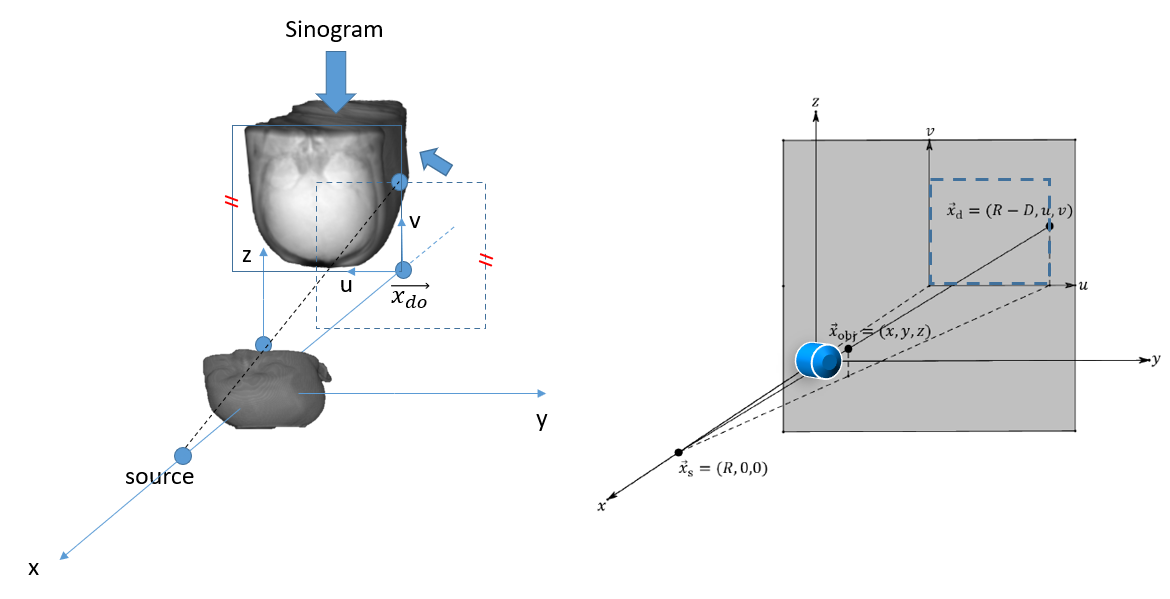 Sinogram
v
z
u
$\overrightarrow{x_{do}}$
y
source
x
z
v
$\vec{x}_{\mathrm{d}} = (R - D, u, v)$
u
$\vec{x}_{\mathrm{obj}} = (x, y, z)$
y
$\vec{x}_{\mathrm{s}} = (R, 0,0)$
x